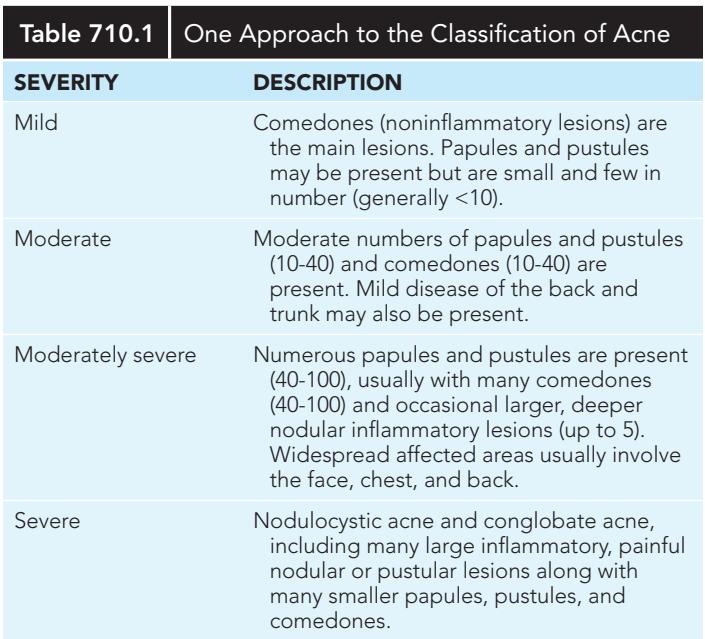 Table 710.1 One Approach to the Classification of Acne
SEVERITY DESCRIPTION
Mild Comedones (noninflammatory lesions) are
the main lesions. Papules and pustules
may be present but are small and few in
number (generally <10).
Moderate Moderate numbers of papules and pustules
(10-40) and comedones (10-40) are
present. Mild disease of the back and
trunk may also be present.
Moderately severe Numerous papules and pustules are present
(40-100), usually with many comedones
(40-100) and occasional larger, deeper
nodular inflammatory lesions (up to 5).
Widespread affected areas usually involve
the face, chest, and back.
Severe Nodulocystic acne and conglobate acne,
including many large inflammatory, painful
nodular or pustular lesions along with
many smaller papules, pustules, and
comedones.